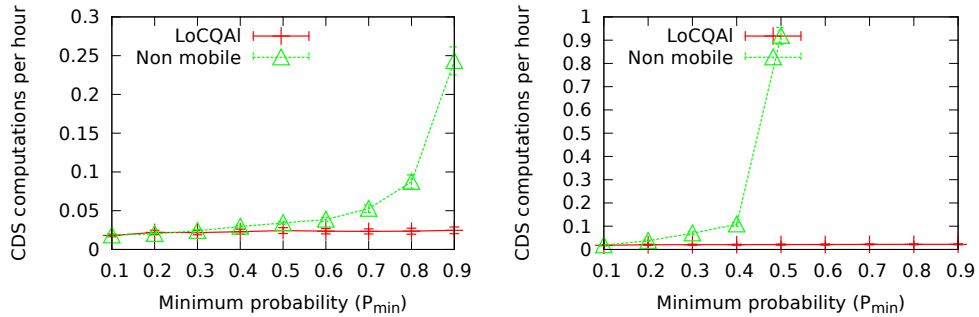 CDS computations per hour
0.3
0.25
0.2
0.15
0.1
0.05
0
LoCQAI
Non mobile
0.1 0.2 0.3 0.4 0.5 0.6 0.7 0.8 0.9
Minimum probability (Pmin)
CDS computations per hour
1
0.9
0.8
0.7
0.6
0.5
0.4
0.3
0.2
0.1
0
LoCQAI
Non mobile
0.1 0.2 0.3 0.4 0.5 0.6 0.7 0.8 0.9
Minimum probability (Pmin)